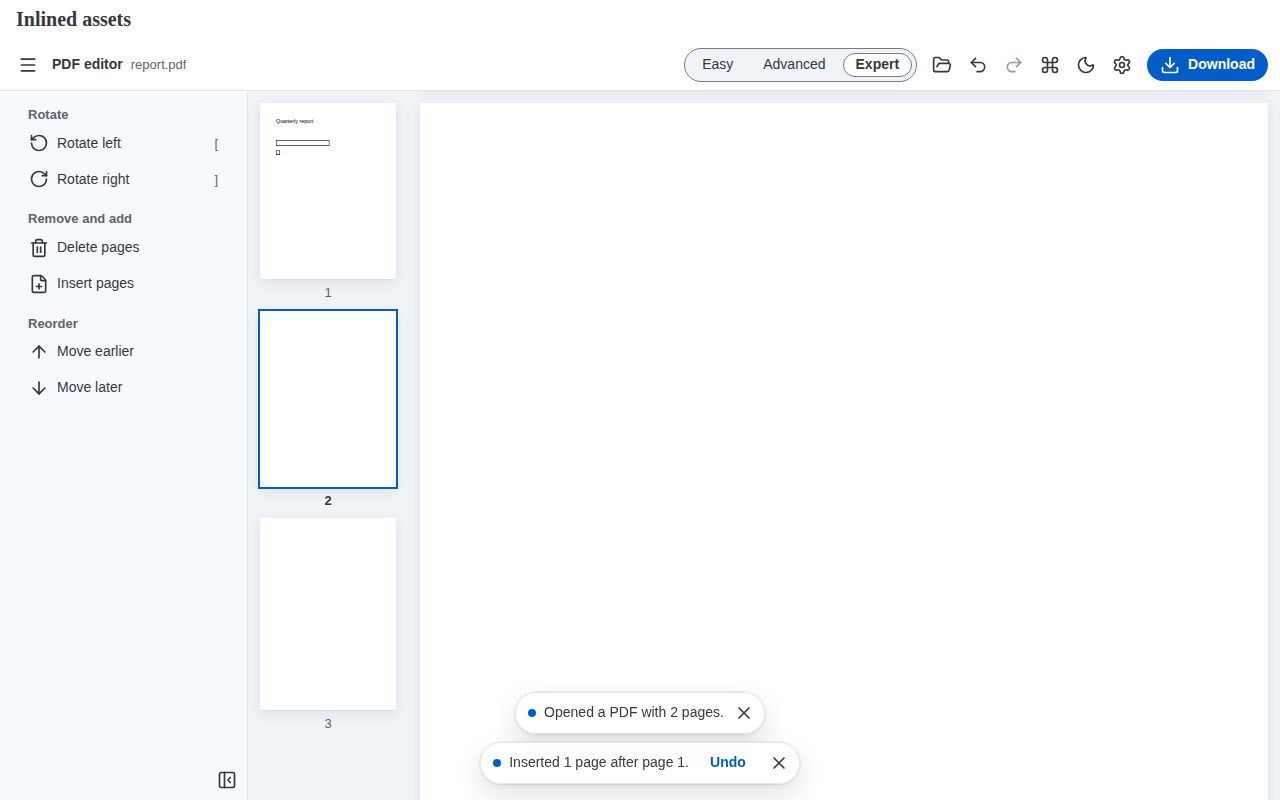 Inlined assets
PDF editor report.pdf
Easy Advanced Expert
Download
Rotate
Rotate left [
Rotate right ]
Remove and add
Delete pages
Insert pages
Reorder
Move earlier
Move later
Quarterly report
1
2
3
Opened a PDF with 2 pages.
Inserted 1 page after page 1. Undo